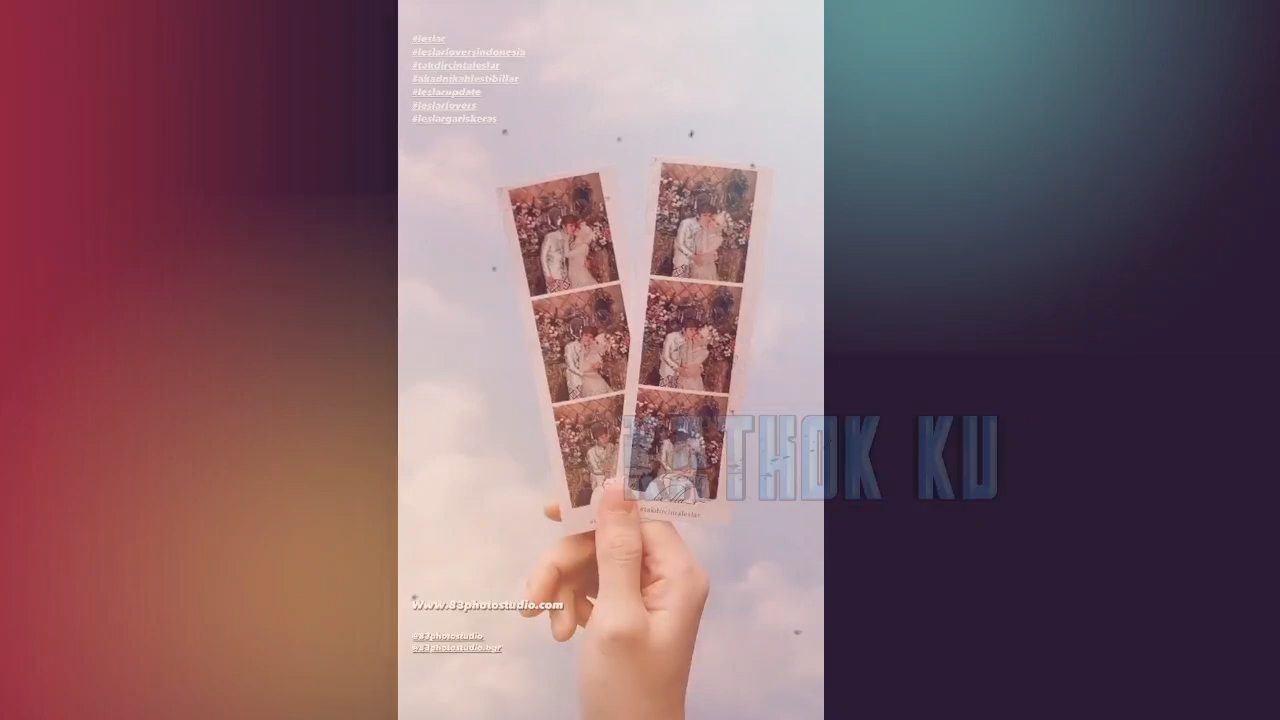 #leslar
#leslarloversindonesia
#takdircintaleslar
#akadnikahlestibillar
#leslarupdate
#leslarlovers
#leslargariskeras
THOK KU
#takdircintaleslar
Www.83photostudio.com
@83photostudio
@83photostudio.bgr